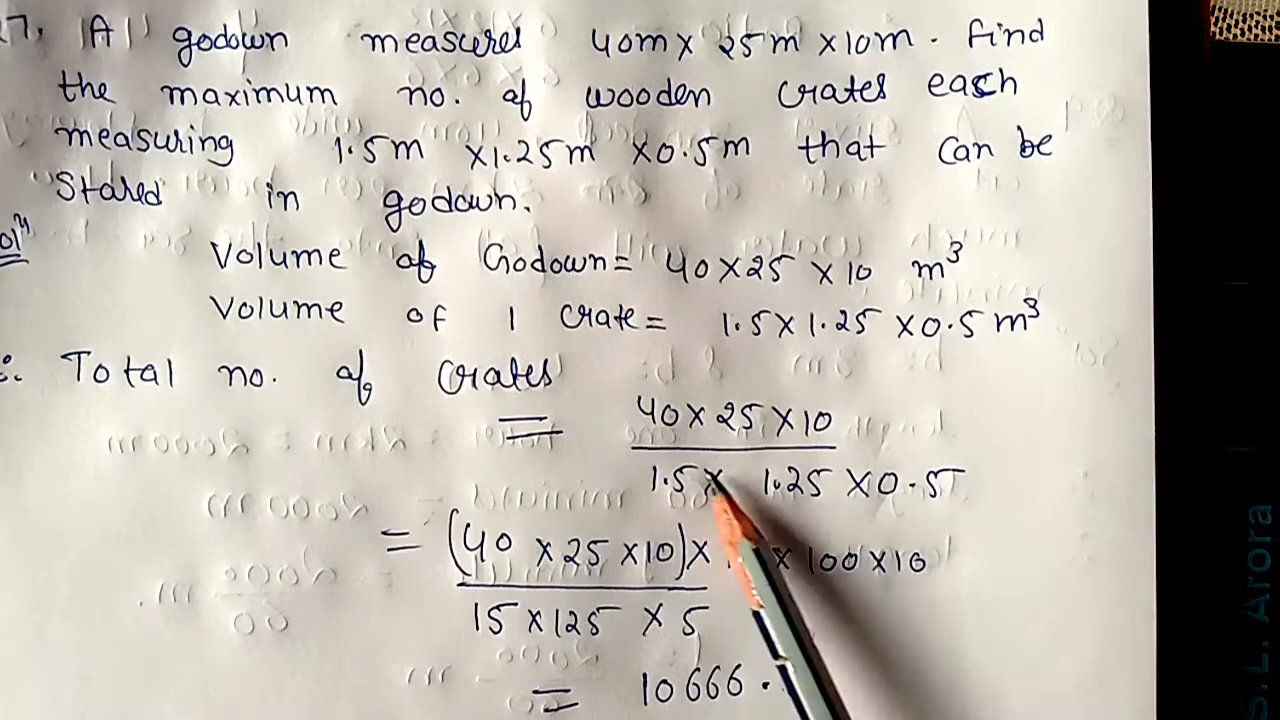 27. A godown measures 40m x 25m x 10m. Find
the maximum no. of wooden crates each
measuring 1.5m x 1.25m x 0.5m that can be
Stared in godown.
Volume of Godown = 40 x 25 x 10 m³
Volume of 1 Crate = 1.5 x 1.25 x 0.5 m³
∴ Total no. of Crates
= 40 x 25 x 10
1.5 x 1.25 x 0.5
= (40 x 25 x 10) x x 100 x 10
15 x 125 x 5
= 10666.
S.L. Arora